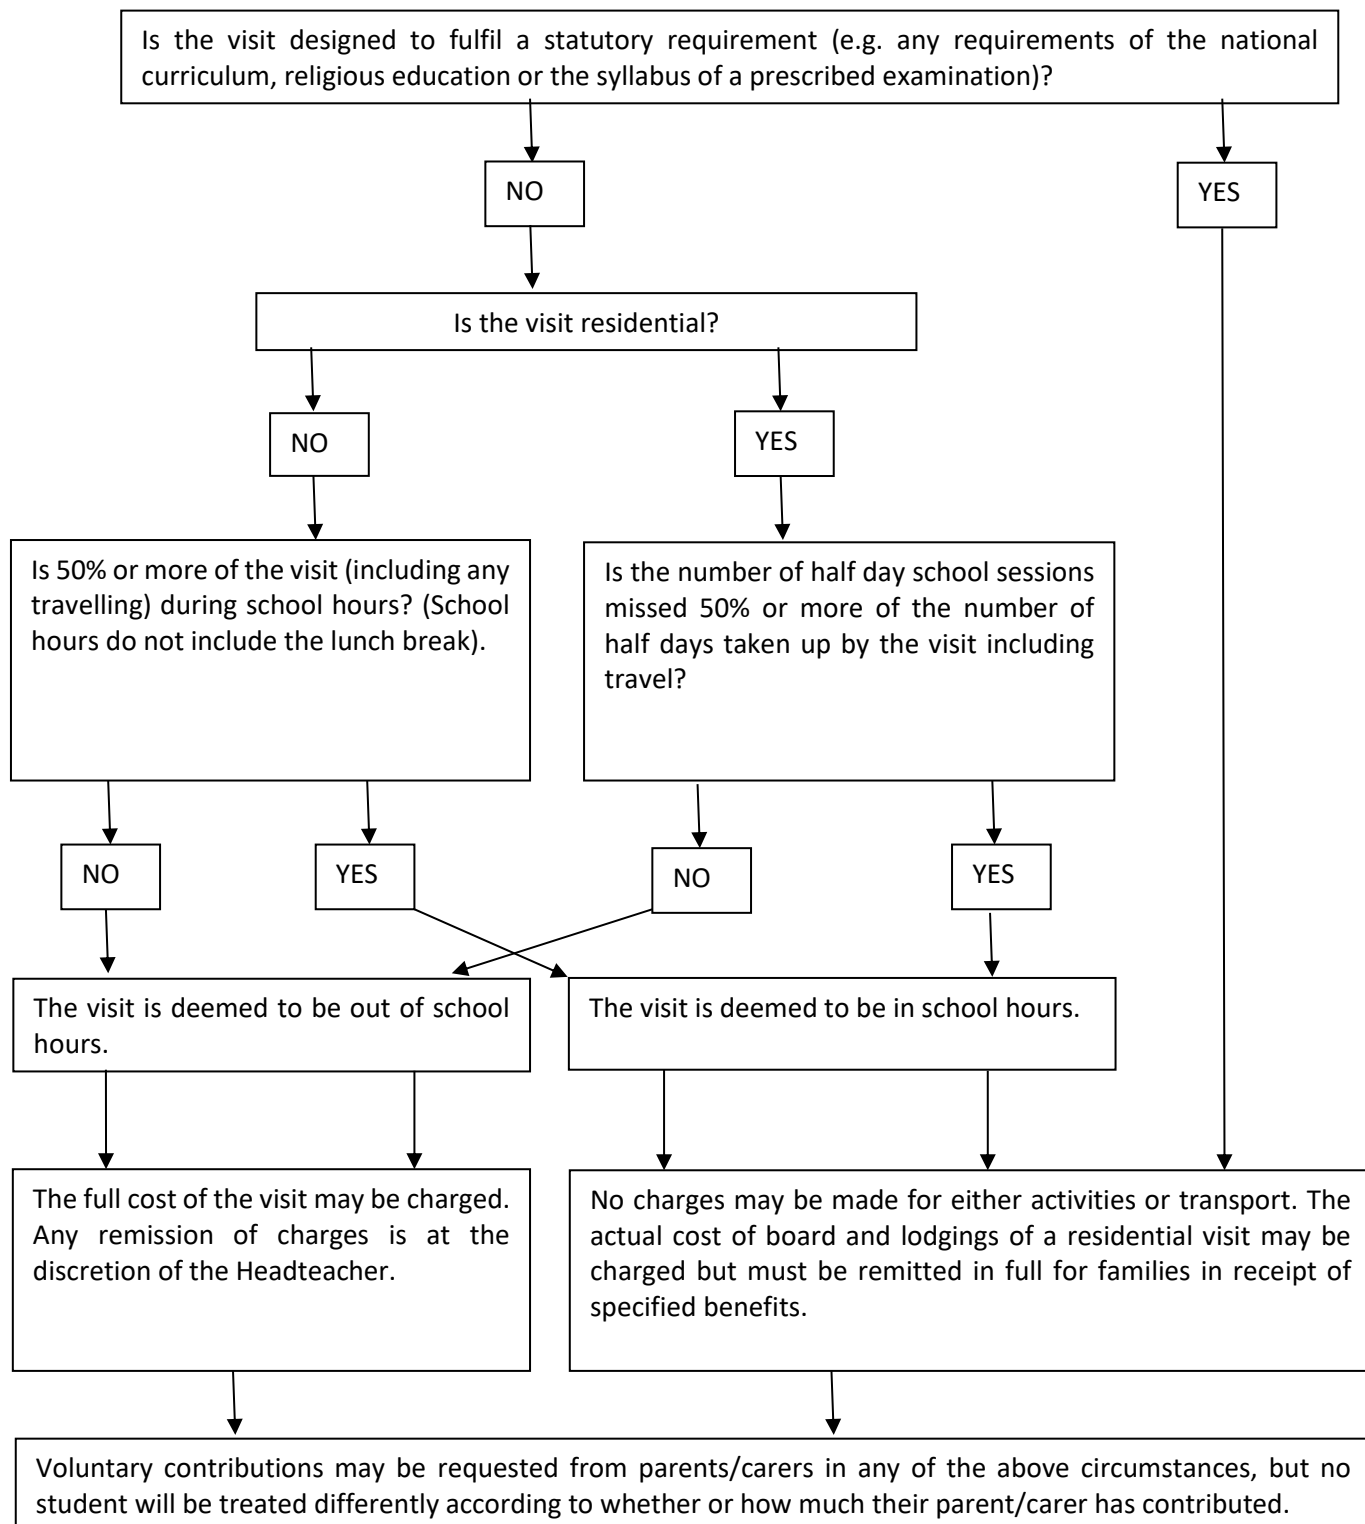 Is the visit designed to fulfil a statutory requirement (e.g. any requirements of the national
curriculum, religious education or the syllabus of a prescribed examination)?
NO
YES
Is the visit residential?
NO
YES
Is 50% or more of the visit (including any
travelling) during school hours? (School
hours do not include the lunch break).
Is the number of half day school sessions
missed 50% or more of the number of
half days taken up by the visit including
travel?
NO
YES
NO
YES
The visit is deemed to be out of school
hours.
The visit is deemed to be in school hours.
The full cost of the visit may be charged.
Any remission of charges is at the
discretion of the Headteacher.
No charges may be made for either activities or transport. The
actual cost of board and lodgings of a residential visit may be
charged but must be remitted in full for families in receipt of
specified benefits.
Voluntary contributions may be requested from parents/carers in any of the above circumstances, but no
student will be treated differently according to whether or how much their parent/carer has contributed.